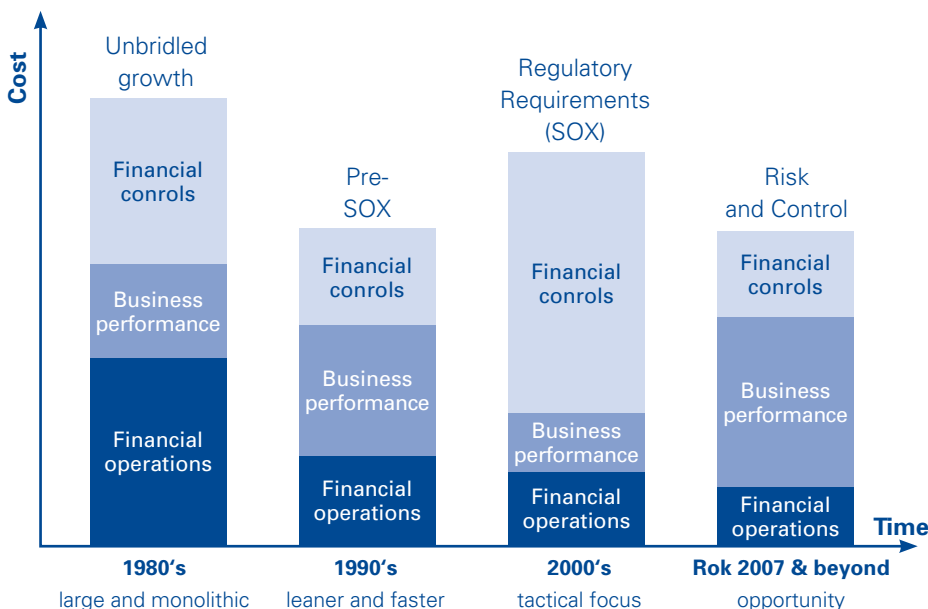 Cost
Unbridled
growth
Financial
conrols
Business
performance
Financial
operations
Pre-
SOX
Financial
conrols
Business
performance
Financial
operations
Regulatory
Requirements
(SOX)
Financial
conrols
Business
performance
Financial
operations
Risk
and Control
Financial
conrols
Business
performance
Financial
operations
Time
1980‘s
large and monolithic
1990‘s
leaner and faster
2000‘s
tactical focus
Rok 2007 & beyond
opportunity